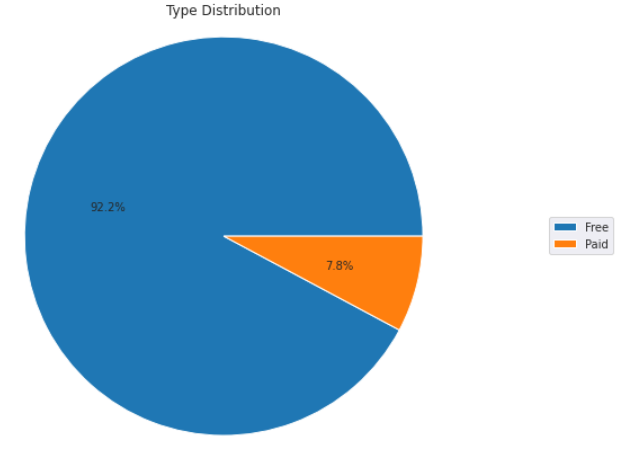 Type Distribution
92.2%
Free
Paid
7.8%